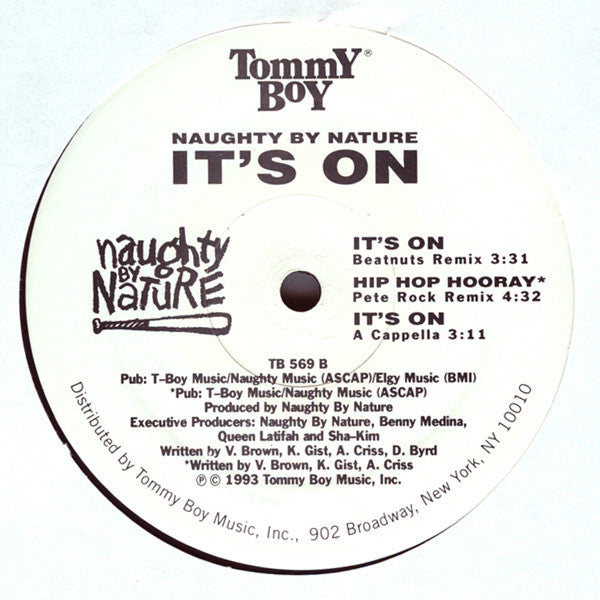 TOMMY®
BOY
NAUGHTY BY NATURE
IT'S ON
naughty
BY
NATURE
IT'S ON
Beatnuts Remix 3:31
HIP HOP HOORAY*
Pete Rock Remix 4:32
IT'S ON
A Cappella 3:11
TB 569 B
Pub: T-Boy Music/Naughty Music (ASCAP)/Elgy Music (BMI)
*Pub: T-Boy Music/Naughty Music (ASCAP)
Produced by Naughty By Nature
Executive Producers: Naughty By Nature, Benny Medina,
Queen Latifah and Sha-Kim
Written by V. Brown, K. Gist, A. Criss, D. Byrd
*Written by V. Brown, K. Gist, A. Criss
℗ © 1993 Tommy Boy Music, Inc.
Distributed by Tommy Boy Music, Inc., 902 Broadway, New York, NY 10010